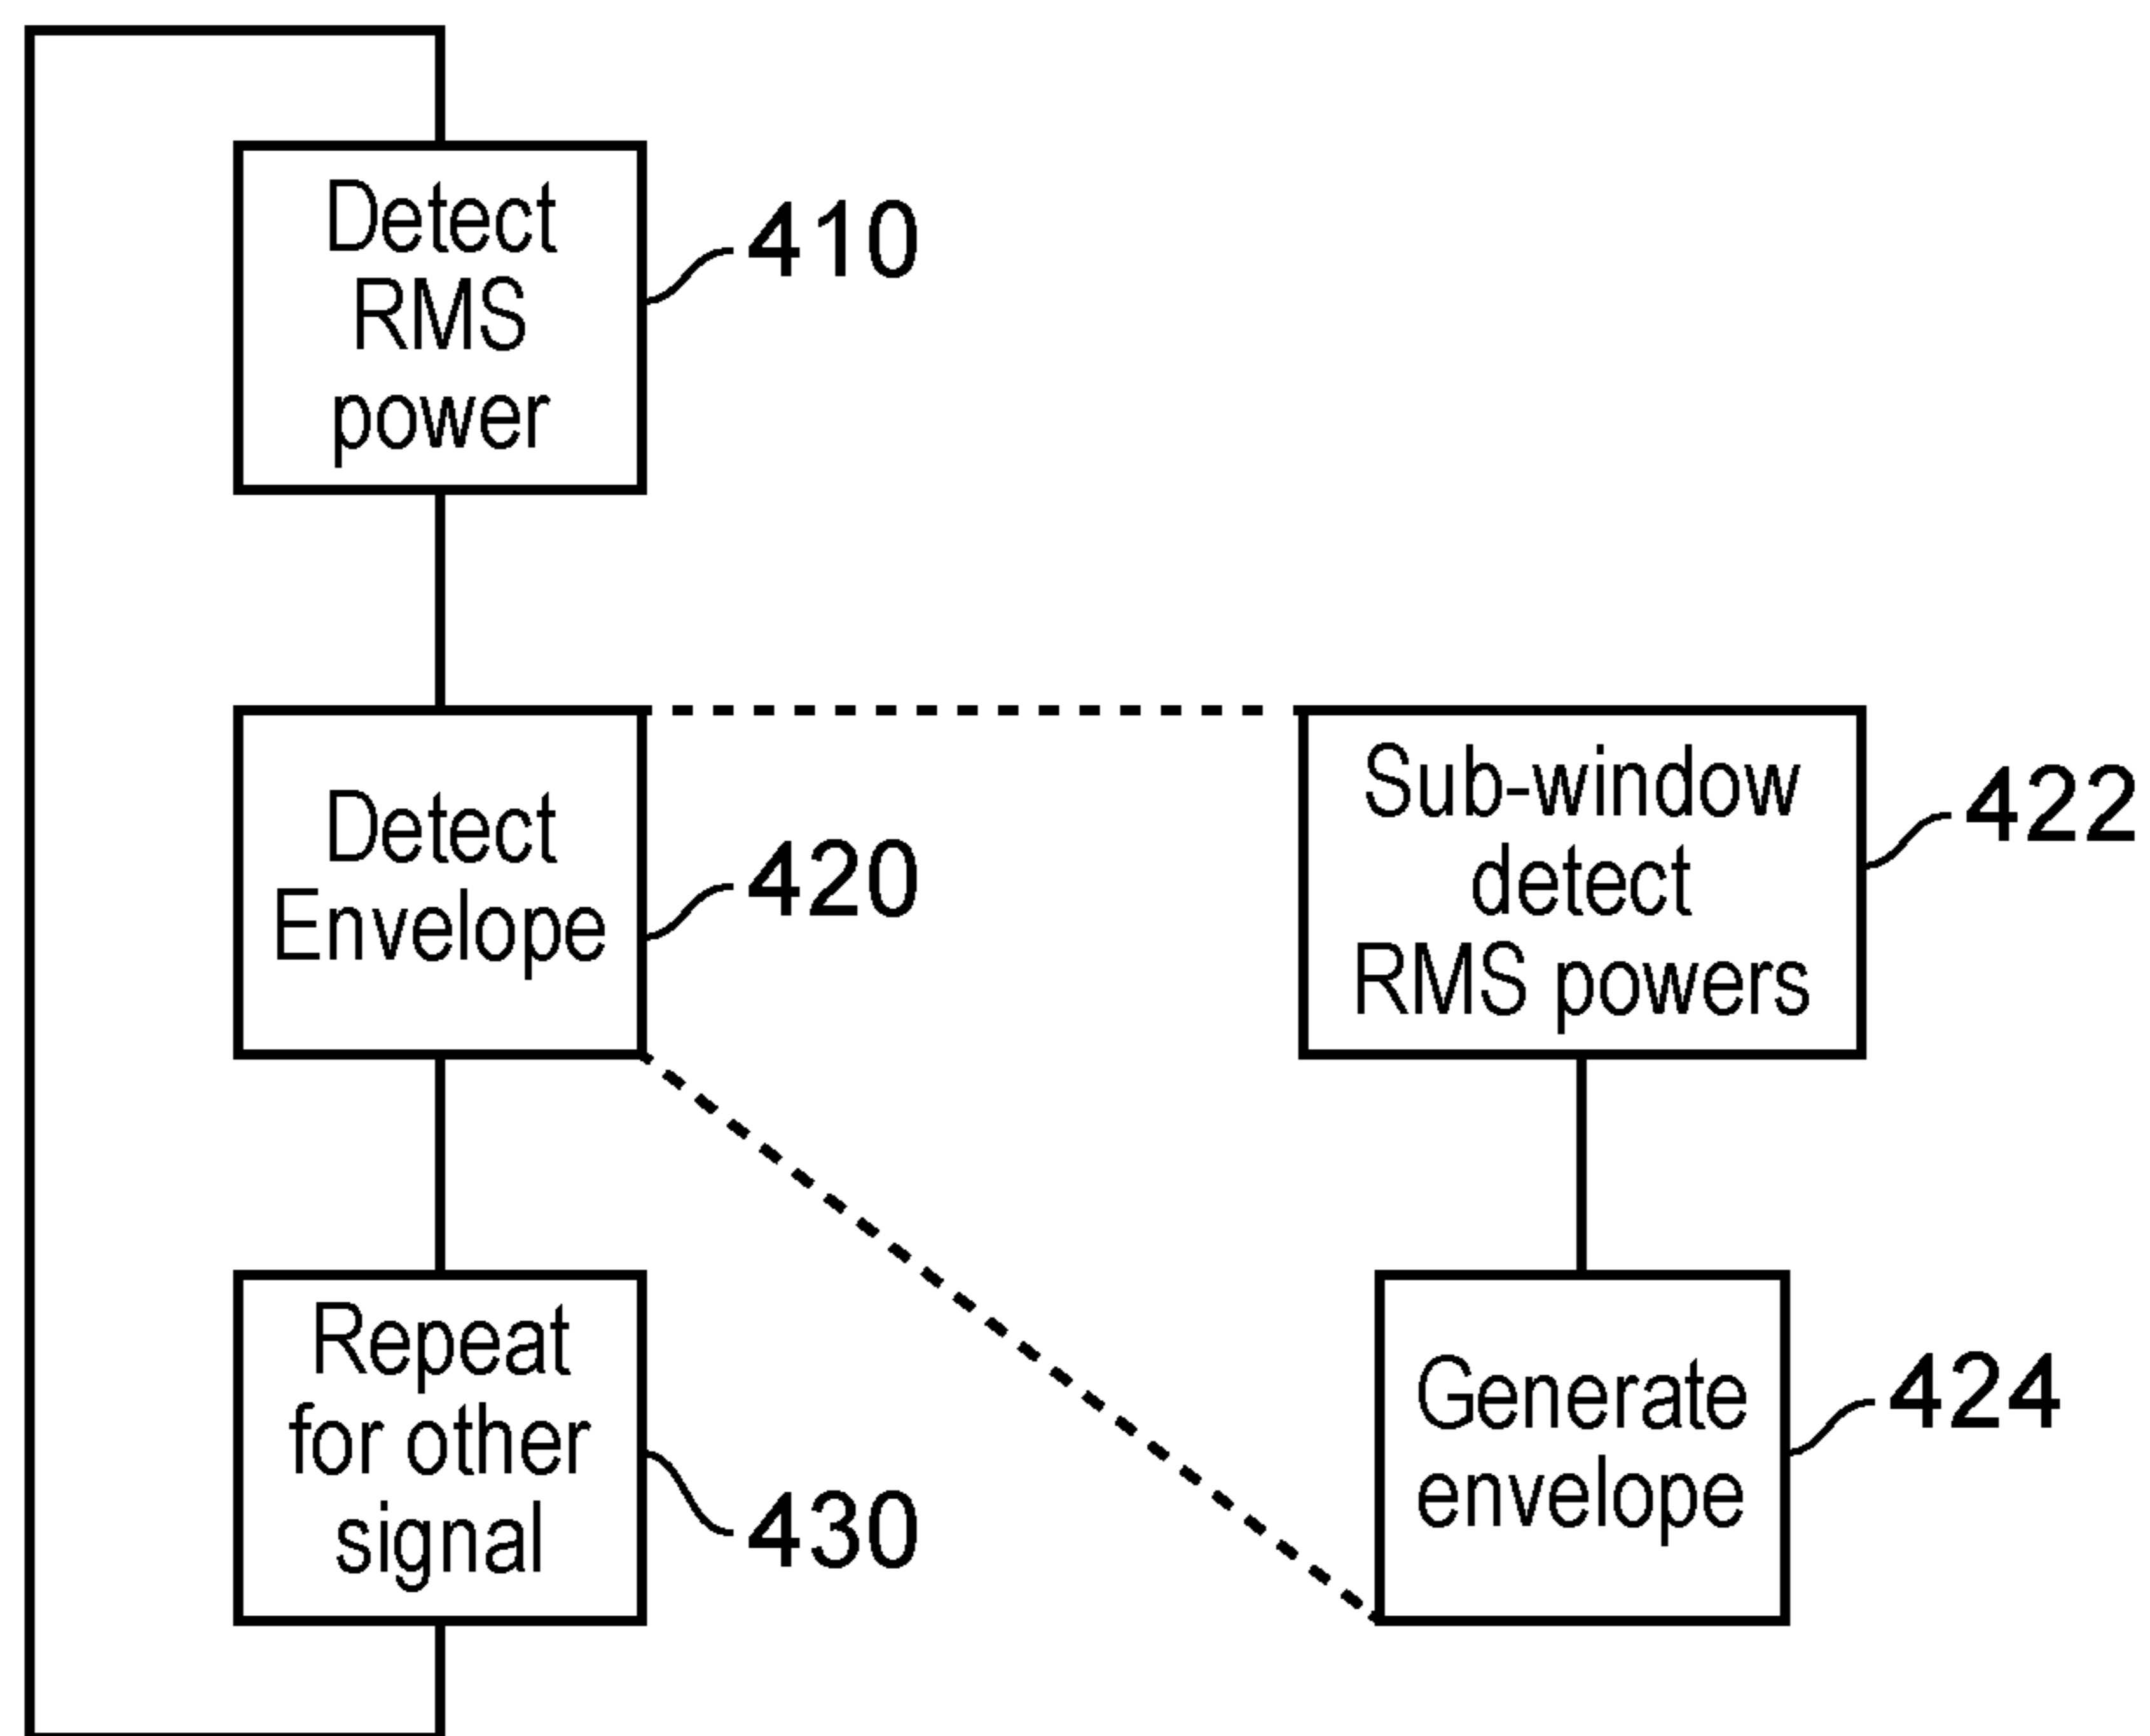 Detect
RMS
power
410
Detect
Envelope
420
Sub-window
detect
RMS powers
422
Repeat
for other
signal
430
Generate
envelope
424